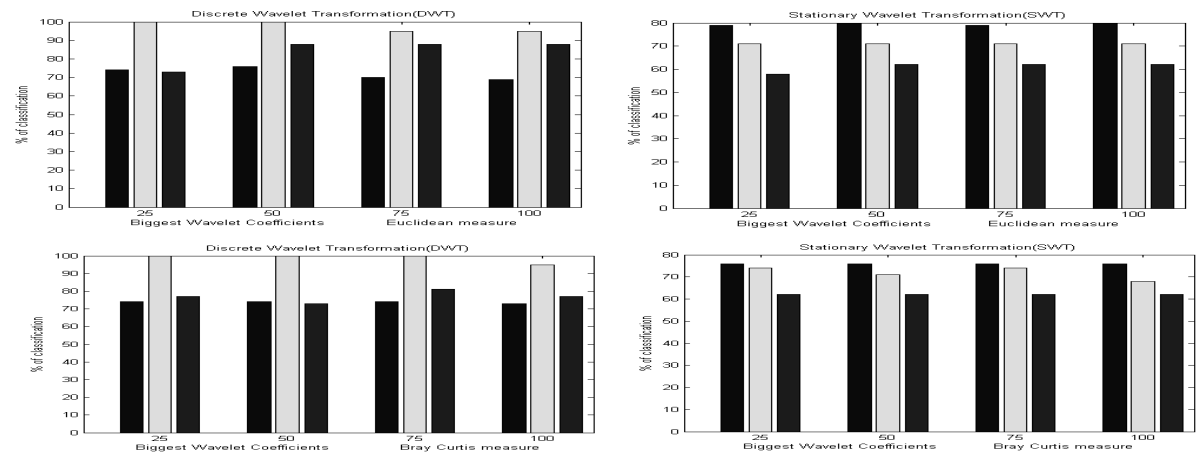 Discrete Wavelet Transformation(DWT)
100
90
80
70
60
50
40
30
20
10
0
% of classification
25 50 75 100
Biggest Wavelet Coefficients Euclidean measure
Stationary Wavelet Transformation(SWT)
80
70
60
50
40
30
20
10
0
% of classification
25 50 75 100
Biggest Wavelet Coefficients Euclidean measure
Discrete Wavelet Transformation(DWT)
100
90
80
70
60
50
40
30
20
10
0
% of classification
25 50 75 100
Biggest Wavelet Coefficients Bray Curtis measure
Stationary Wavelet Transformation(SWT)
80
70
60
50
40
30
20
10
0
% of classification
25 50 75 100
Biggest Wavelet Coefficients Bray Curtis measure